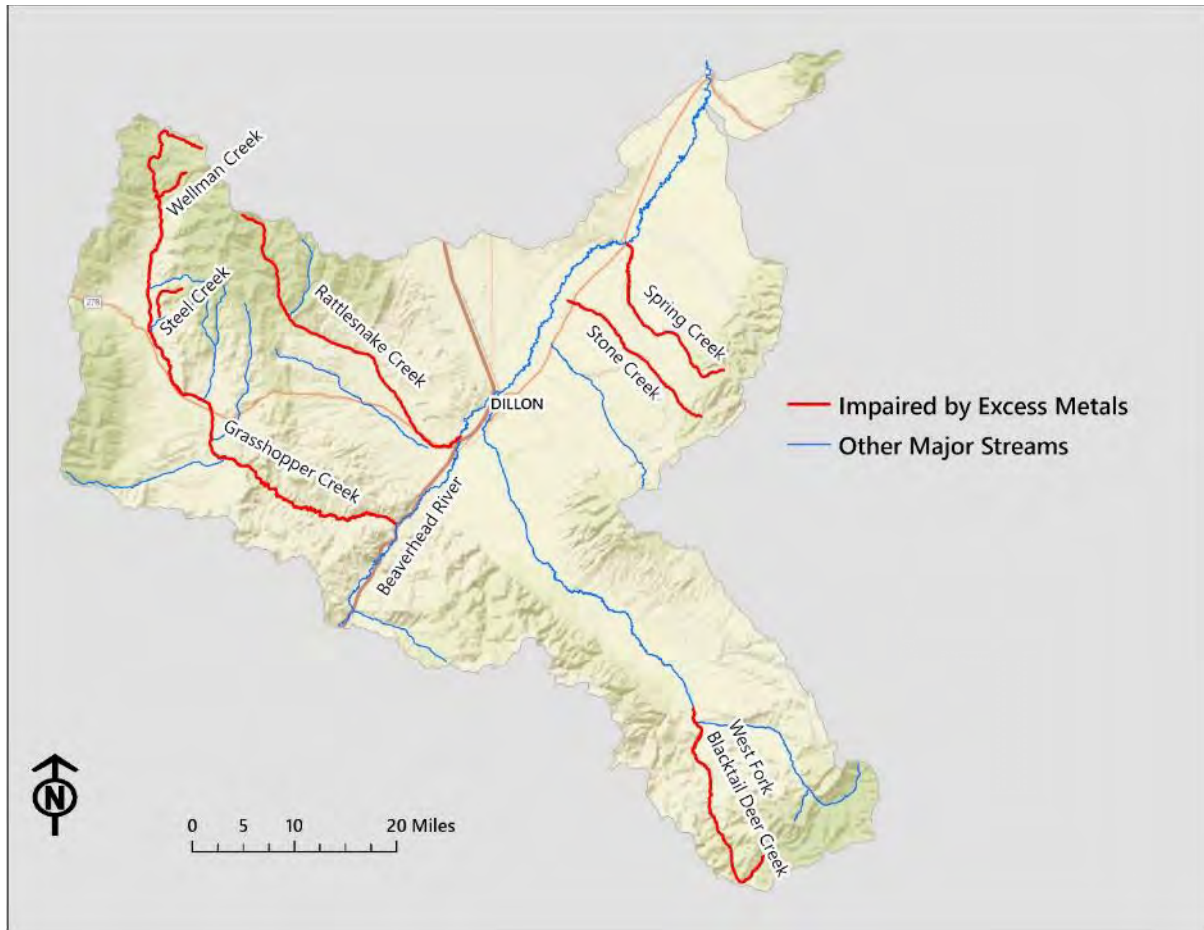 Wellman Creek
278
Steel Creek
Rattlesnake Creek
Spring Creek
Stone Creek
DILLON
Grasshopper Creek
Beaverhead River
West Fork
Blacktail Deer Creek
Impaired by Excess Metals
Other Major Streams
N
0 5 10 20 Miles